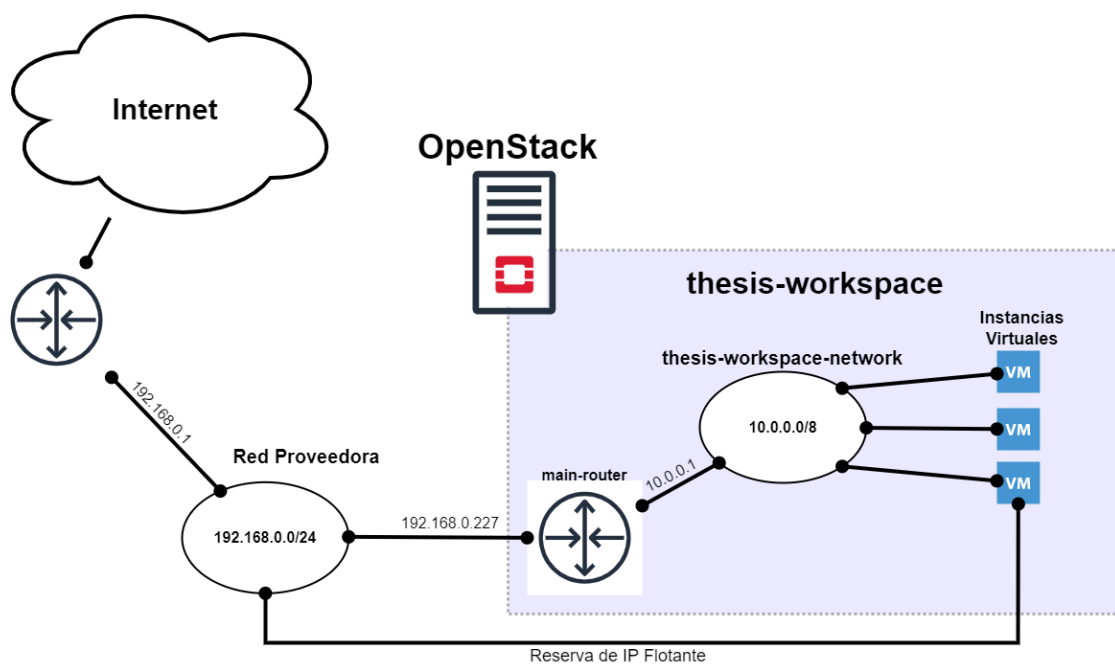 Internet
OpenStack
thesis-workspace
Instancias
Virtuales
thesis-workspace-network
VM
10.0.0.0/8
VM
192.168.0.1
Red Proveedora
main-router
10.0.0.1
VM
192.168.0.0/24
192.168.0.227
Reserva de IP Flotante